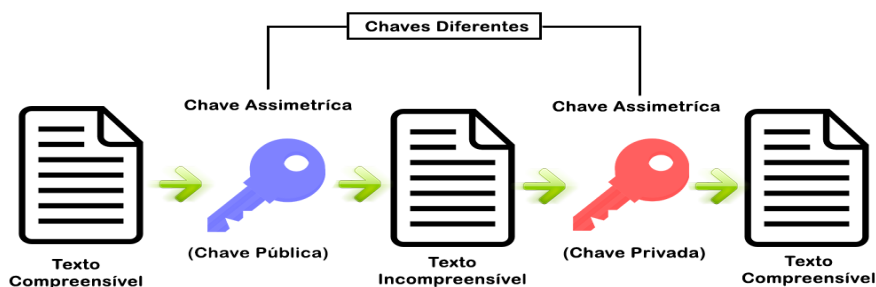 Chaves Diferentes
Chave Assimetríca
Chave Assimetríca
(Chave Pública)
(Chave Privada)
Texto
Compreensível
Texto
Incompreensível
Texto
Compreensível